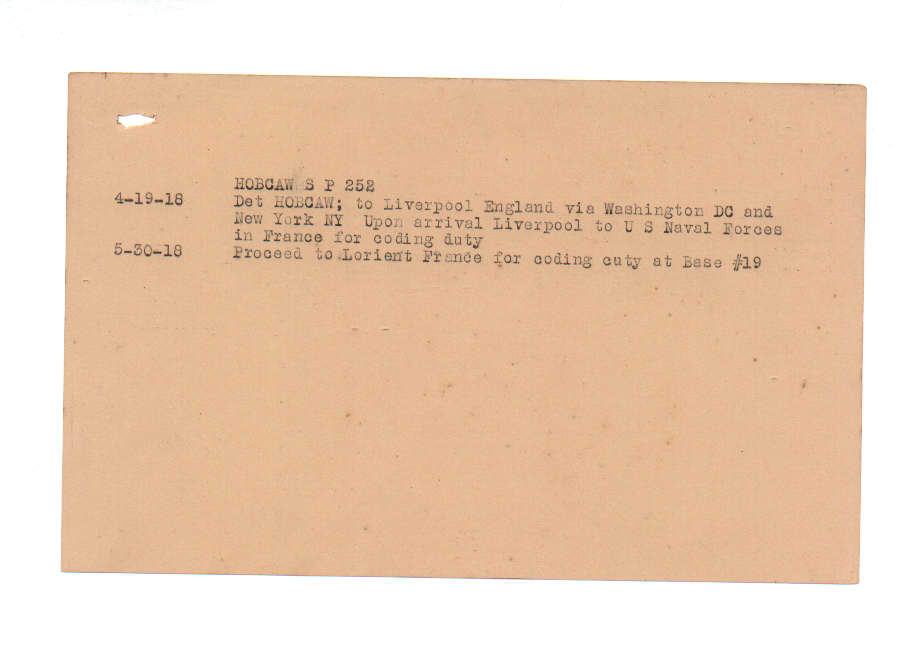 HOBCAW S P 252
4-19-18 Det HOBCAW; to Liverpool England via Washington DC and
New York NY Upon arrival Liverpool to U S Naval Forces
in France for coding duty
5-30-18 Proceed to Lorient France for coding cuty at Base #19